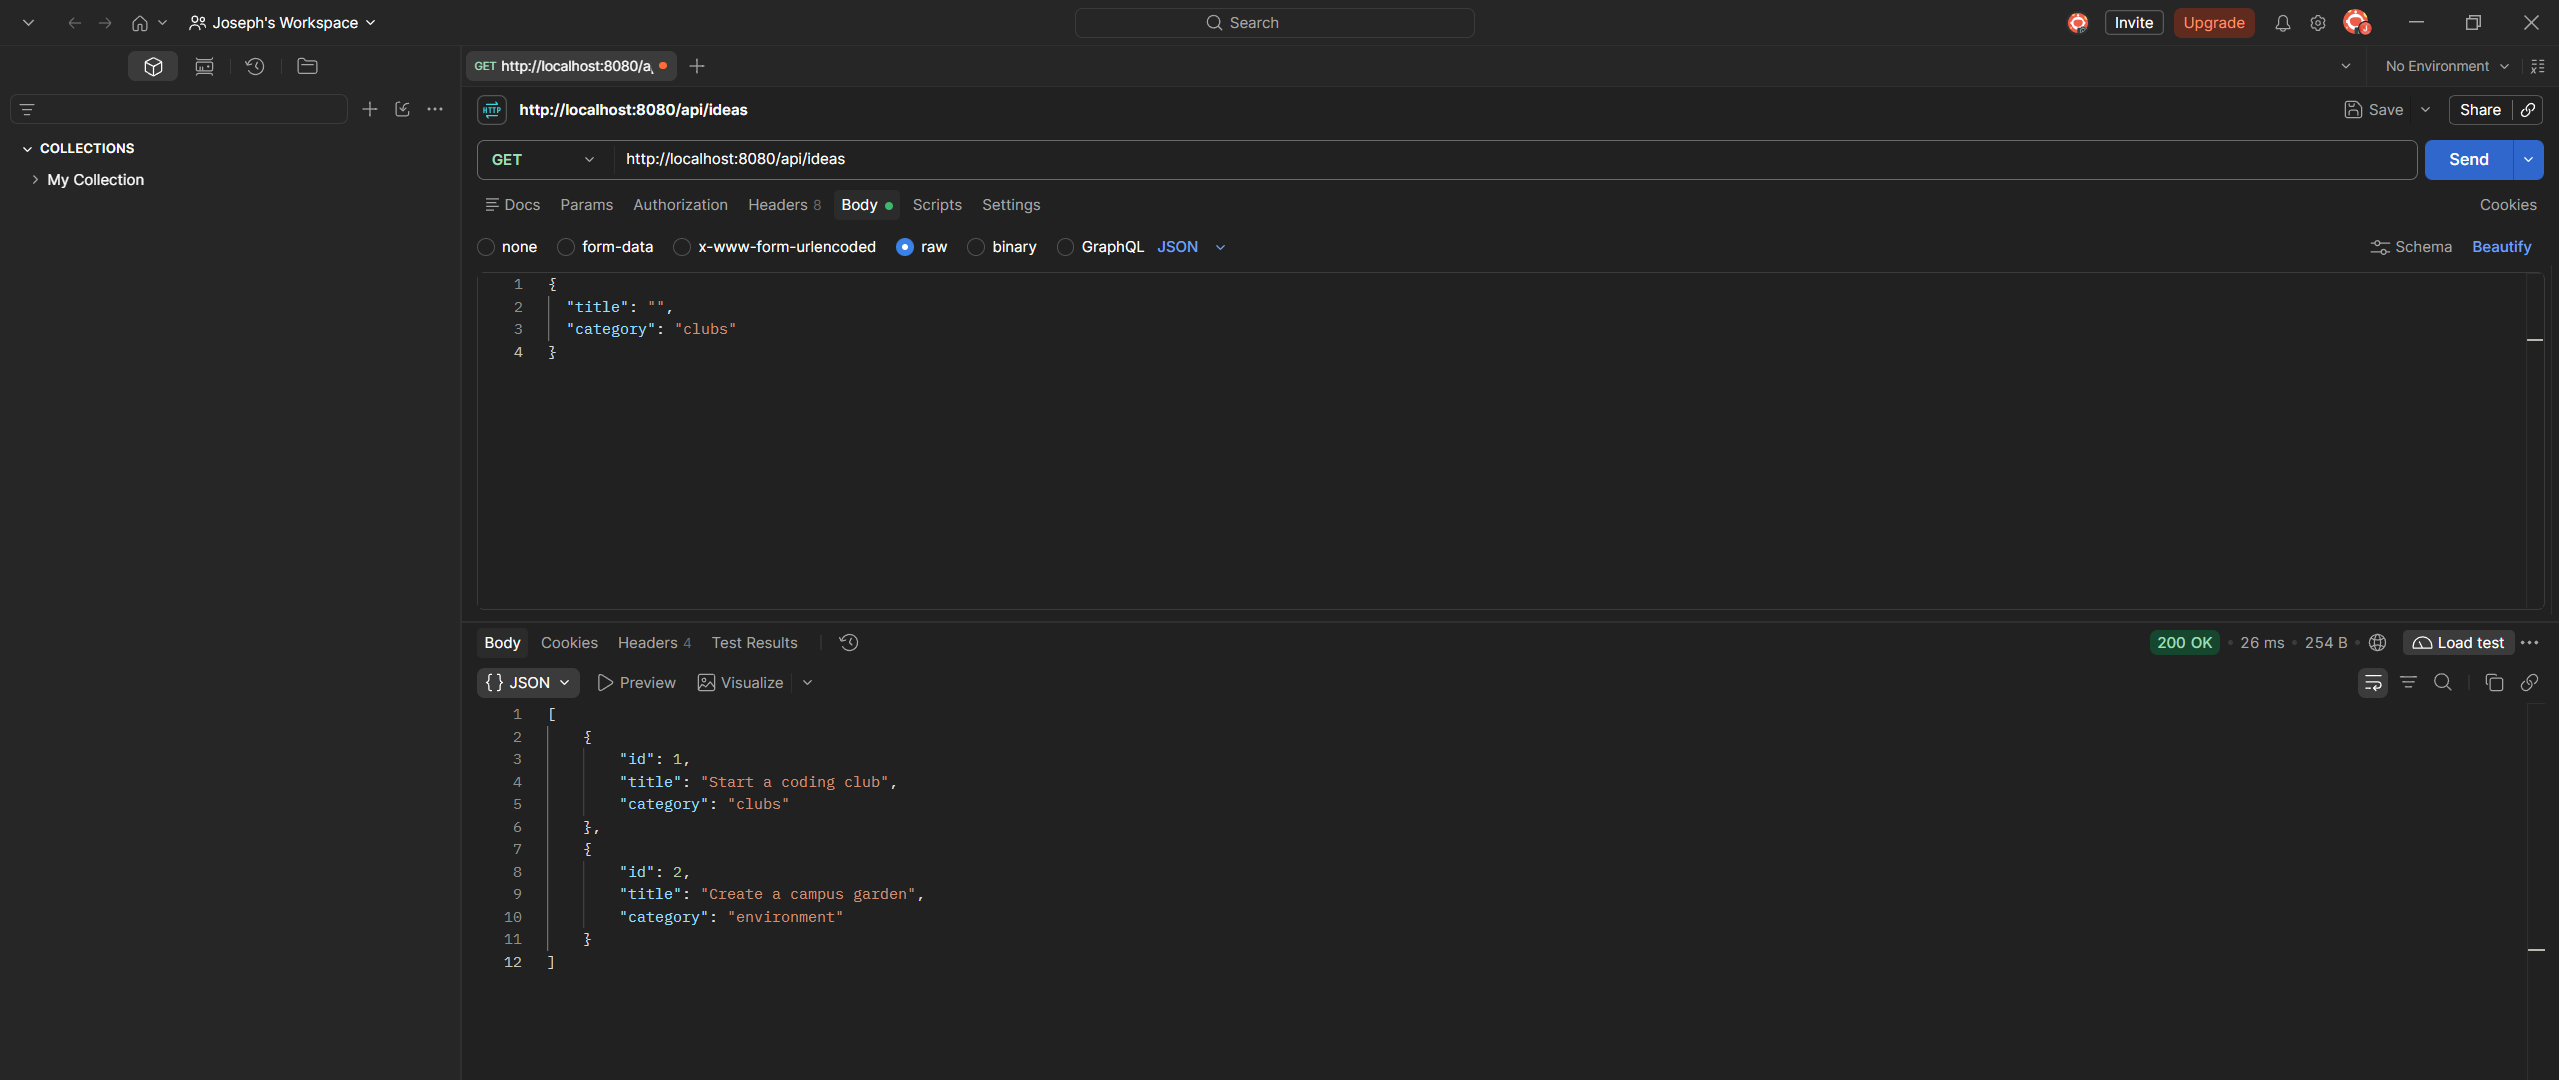 Joseph's Workspace
Search
Invite
Upgrade
GET http://localhost:8080/a
No Environment
HTTP
http://localhost:8080/api/ideas
Save
Share
COLLECTIONS
My Collection
GET
http://localhost:8080/api/ideas
Send
Docs
Params
Authorization
Headers 8
Body
Scripts
Settings
Cookies
none
form-data
x-www-form-urlencoded
raw
binary
GraphQL
JSON
Schema
Beautify
1 {
2 "title": "",
3 "category": "clubs"
4 }
Body
Cookies
Headers 4
Test Results
200 OK
26 ms
254 B
Load test
{} JSON
Preview
Visualize
1 [
2 {
3 "id": 1,
4 "title": "Start a coding club",
5 "category": "clubs"
6 },
7 {
8 "id": 2,
9 "title": "Create a campus garden",
10 "category": "environment"
11 }
12 ]